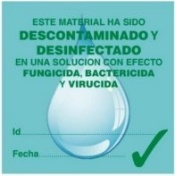 ESTE MATERIAL HA SIDO
DESCONTAMINADO Y
DESINFECTADO
EN UNA SOLUCION CON EFECTO
FUNGICIDA, BACTERICIDA
Y VIRUCIDA
Id
Fecha